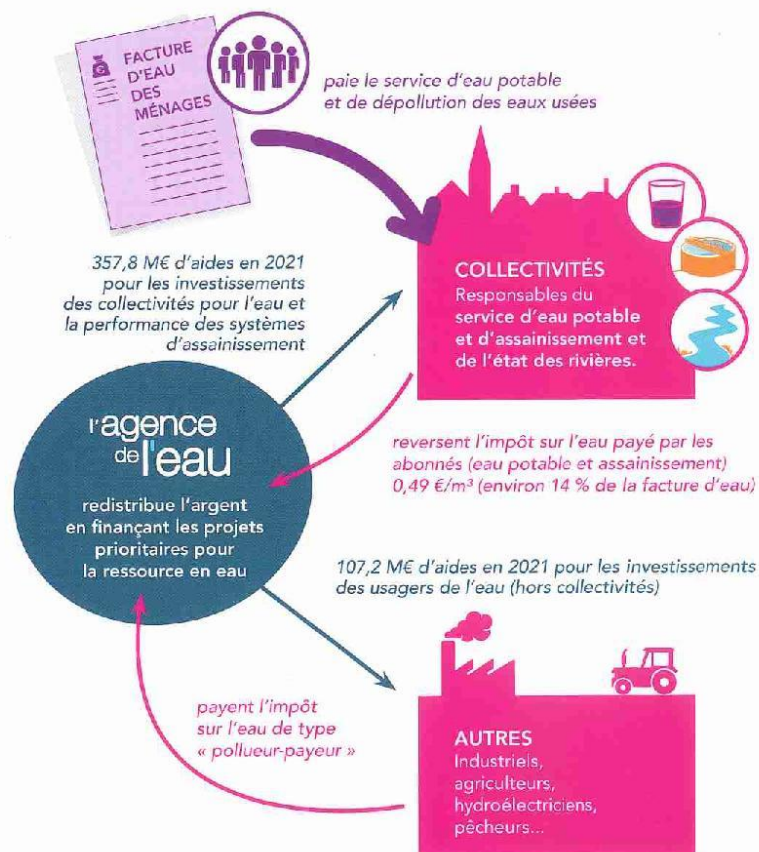 FACTURE
D'EAU
DES
MÉNAGES
paie le service d'eau potable
et de dépollution des eaux usées
357,8 M€ d'aides en 2021
pour les investissements
des collectivités pour l'eau et
la performance des systèmes
d'assainissement
COLLECTIVITÉS
Responsables du
service d'eau potable
et d'assainissement et
de l'état des rivières.
l'agence
de l'eau
redistribue l'argent
en finançant les projets
prioritaires pour
la ressource en eau
reversent l'impôt sur l'eau payé par les
abonnés (eau potable et assainissement)
0,49 €/m³ (environ 14 % de la facture d'eau)
107,2 M€ d'aides en 2021 pour les investissements
des usagers de l'eau (hors collectivités)
payent l'impôt
sur l'eau de type
« pollueur-payeur »
AUTRES
Industriels,
agriculteurs,
hydroélectriciens,
pêcheurs...